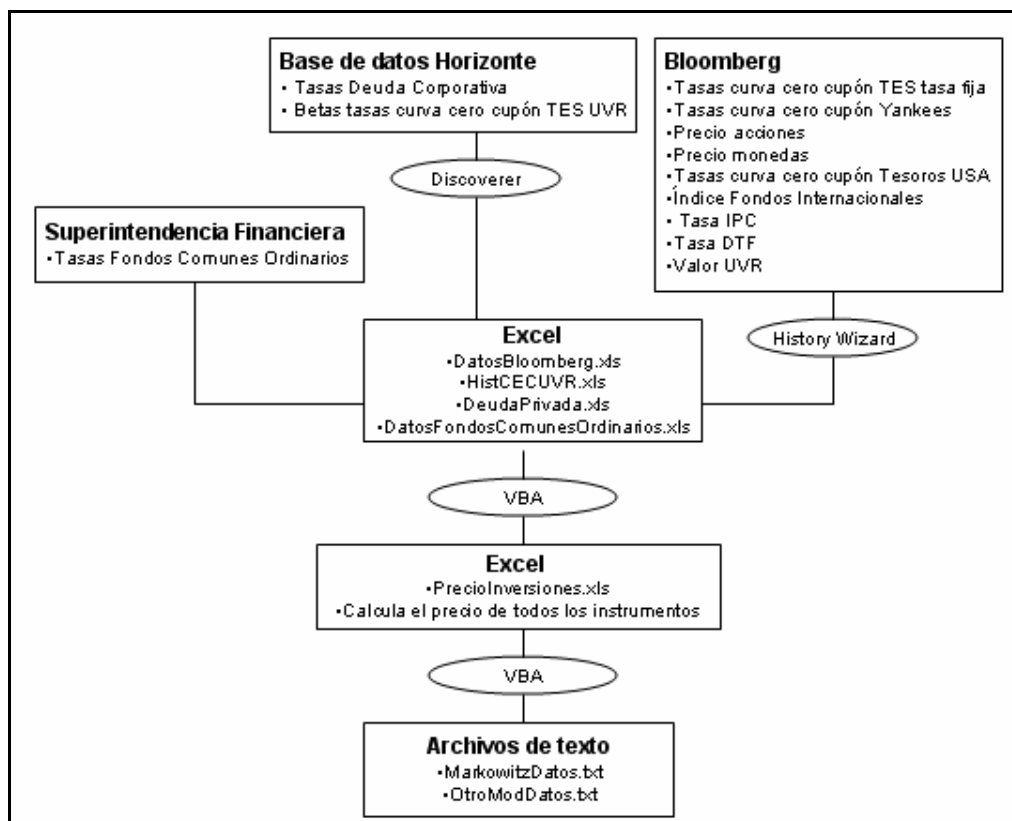 Base de datos Horizonte
• Tasas Deuda Corporativa
• Betas tasas curva cero cupón TES UVR
Bloomberg
•Tasas curva cero cupón TES tasa fija
•Tasas curva cero cupón Yankees
•Precio acciones
•Precio monedas
•Tasas curva cero cupón Tesoros USA
•Índice Fondos Internacionales
• Tasa IPC
•Tasa DTF
•Valor UVR
Discoverer
Superintendencia Financiera
•Tasas Fondos Comunes Ordinarios
History Wizard
Excel
•DatosBloomberg.xls
•HistCECUVR.xls
•DeudaPrivada.xls
•DatosFondosComunesOrdinarios.xls
VBA
Excel
•PrecioInversiones.xls
•Calcula el precio de todos los instrumentos
VBA
Archivos de texto
•MarkowitzDatos.txt
•OtroModDatos.txt